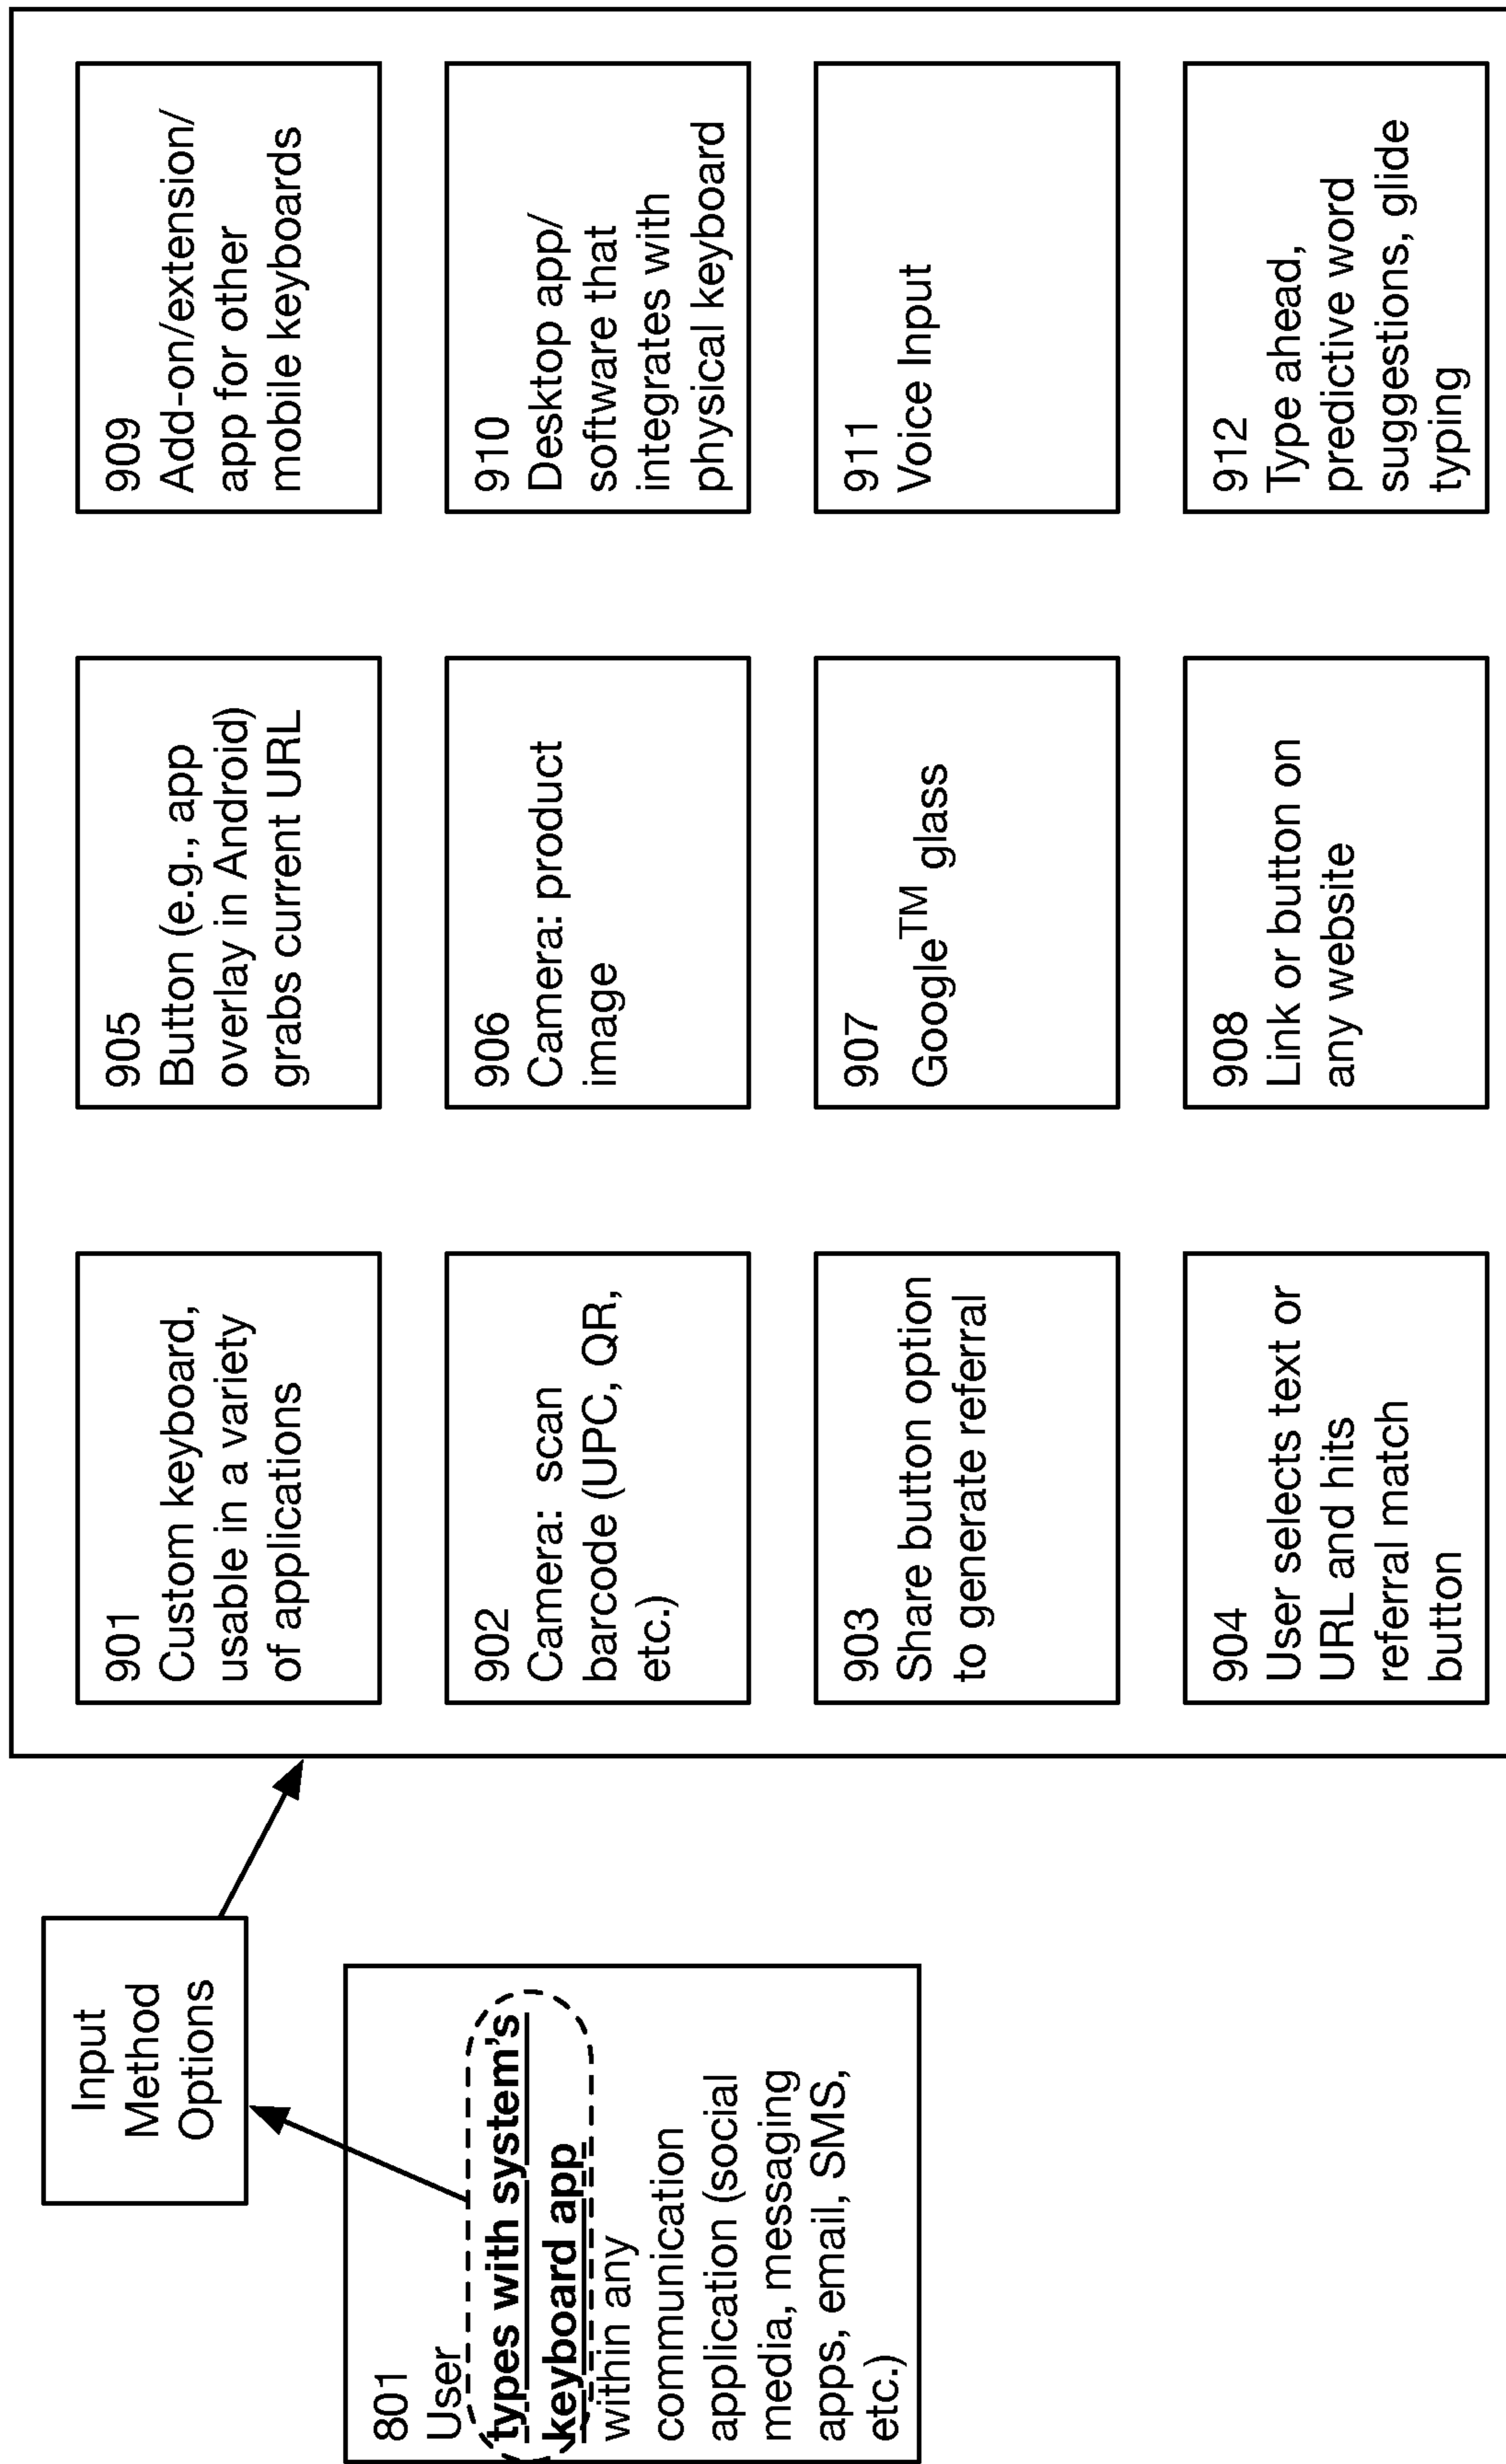 Input
Method
Options
801
User
types with system's
keyboard app
within any
communication
application (social
media, messaging
apps, email, SMS,
etc.)
901
Custom keyboard,
usable in a variety
of applications
902
Camera: scan
barcode (UPC, QR,
etc.)
903
Share button option
to generate referral
904
User selects text or
URL and hits
referral match
button
905
Button (e.g., app
overlay in Android)
grabs current URL
906
Camera: product
image
907
Google™ glass
908
Link or button on
any website
909
Add-on/extension/
app for other
mobile keyboards
910
Desktop app/
software that
integrates with
physical keyboard
911
Voice Input
912
Type ahead,
predictive word
suggestions, glide
typing